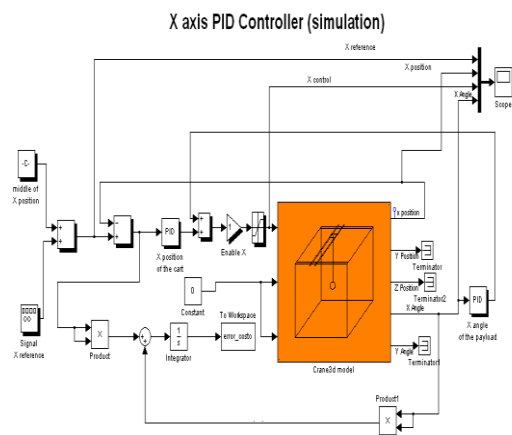 X axis PID Controller (simulation)
X reference
X position
X control
X Angle
Scope
-C-
middle of
X position
+
+
-
+
PID
X position
of the cart
+
+
1
Enable X
x position
Y Position
Terminator
Z Position
Terminator2
X Angle
PID
X angle
of the payload
Y Angle
Terminator1
Crane3d model
0
Constant
Signal
X reference
X
Product
+
+
1
s
Integrator
To Workspace
error_costo
Product1
X